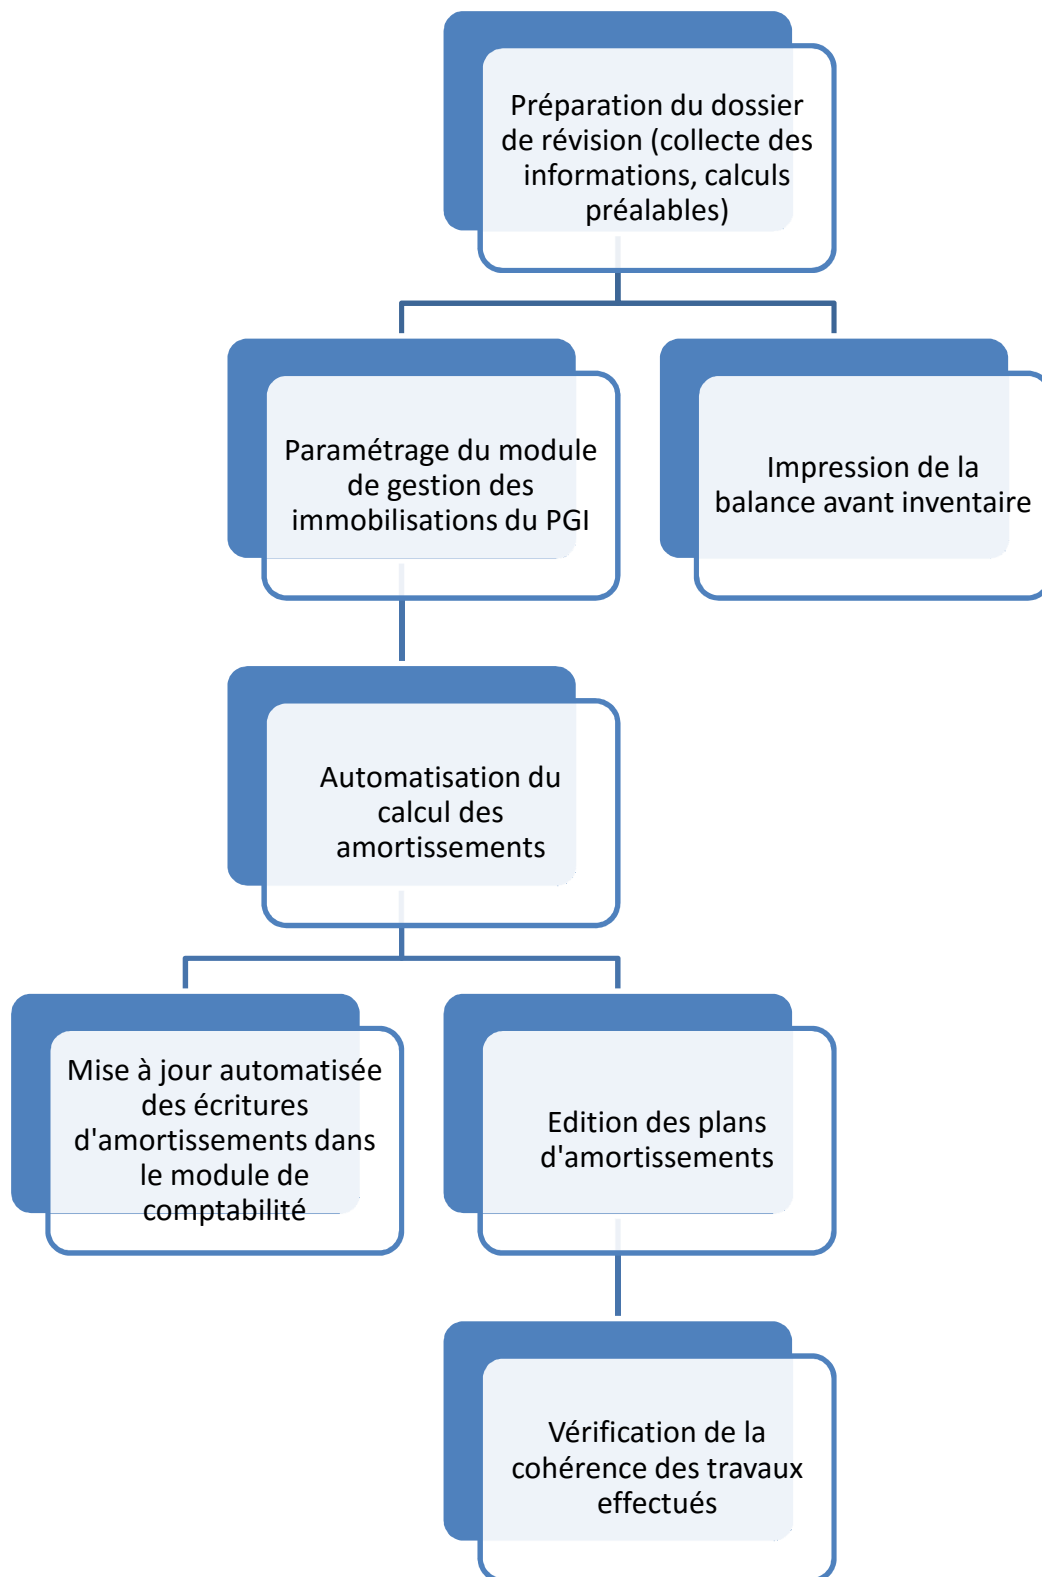 Préparation du dossier
de révision (collecte des
informations, calculs
préalables)
Paramétrage du module
de gestion des
immobilisations du PGI
Impression de la
balance avant inventaire
Automatisation du
calcul des
amortissements
Mise à jour automatisée
des écritures
d'amortissements dans
le module de
comptabilité
Edition des plans
d'amortissements
Vérification de la
cohérence des travaux
effectués